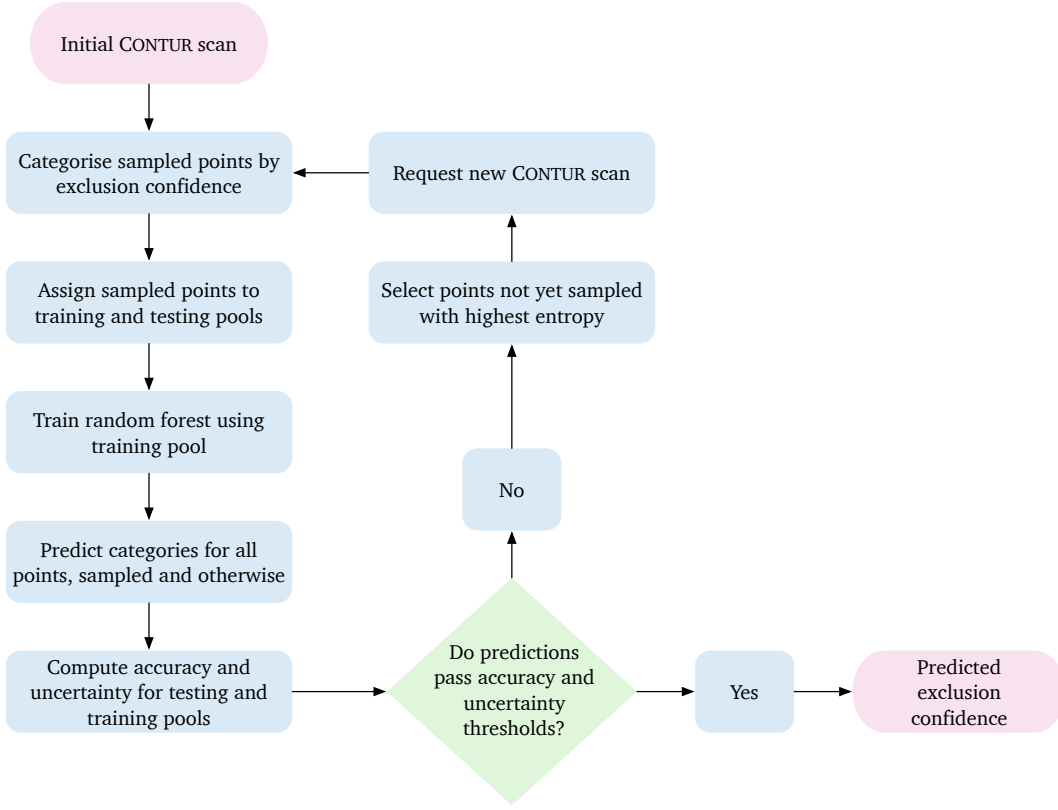 Initial CONTUR scan
Categorise sampled points by
exclusion confidence
Assign sampled points to
training and testing pools
Train random forest using
training pool
Predict categories for all
points, sampled and otherwise
Compute accuracy and
uncertainty for testing and
training pools
Do predictions
pass accuracy and
uncertainty
thresholds?
No
Select points not yet sampled
with highest entropy
Request new CONTUR scan
Yes
Predicted
exclusion
confidence